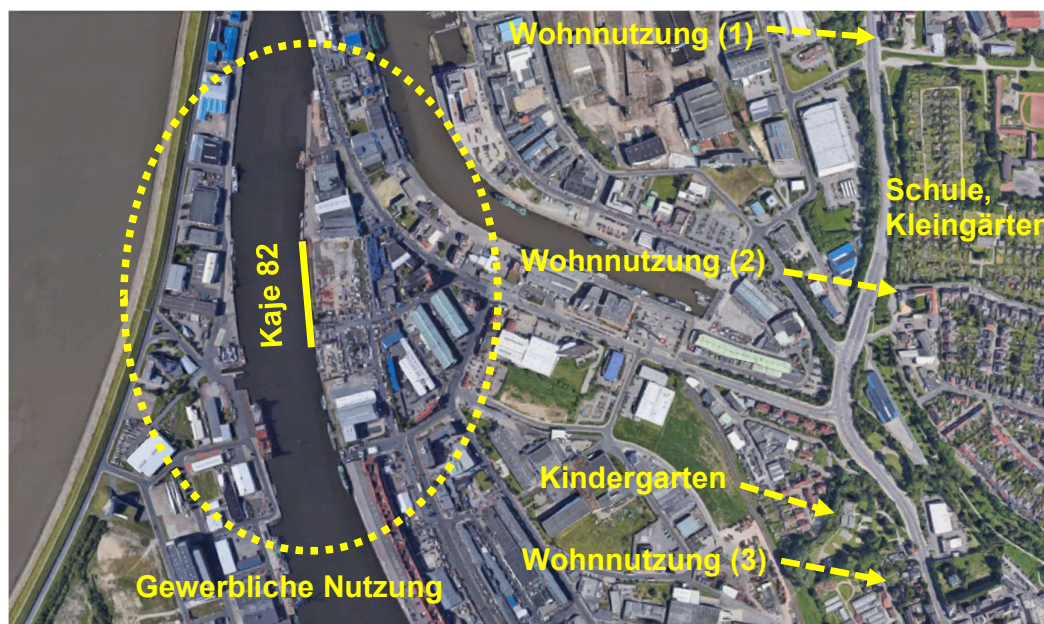 Wohnnutzung (1)
Schule,
Kleingärten
Kaje 82
Wohnnutzung (2)
Kindergarten
Wohnnutzung (3)
Gewerbliche Nutzung